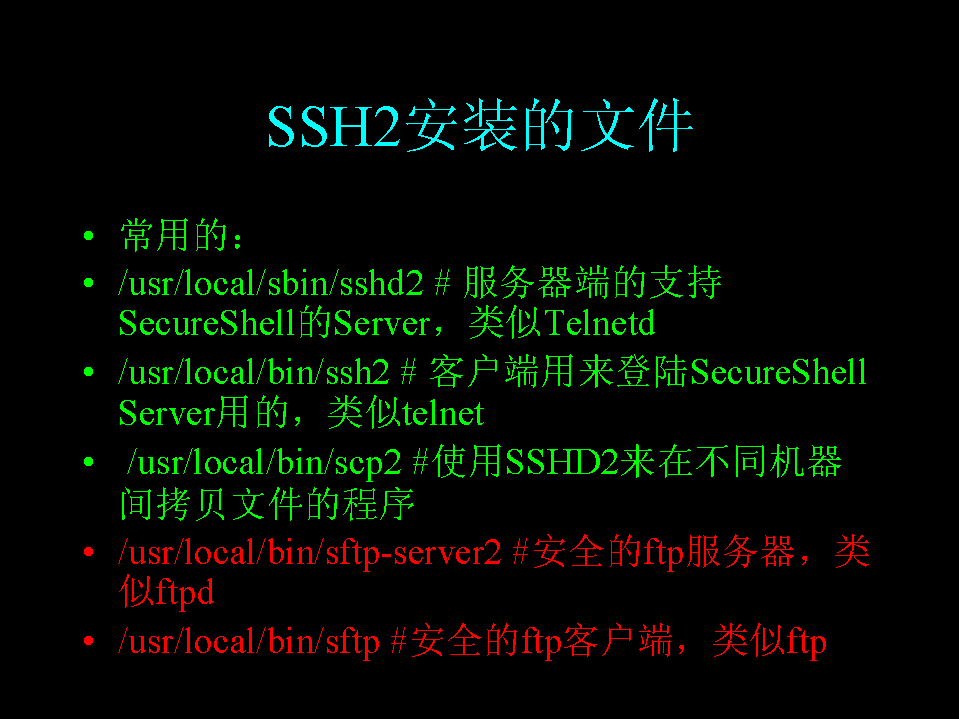 SSH2安装的文件
• 常用的：
• /usr/local/sbin/sshd2 # 服务器端的支持
SecureShell的Server，类似Telnetd
• /usr/local/bin/ssh2 # 客户端用来登陆SecureShell
Server用的，类似telnet
• /usr/local/bin/scp2 #使用SSHD2来在不同机器
间拷贝文件的程序
• /usr/local/bin/sftp-server2 #安全的ftp服务器，类
似ftpd
• /usr/local/bin/sftp #安全的ftp客户端，类似ftp